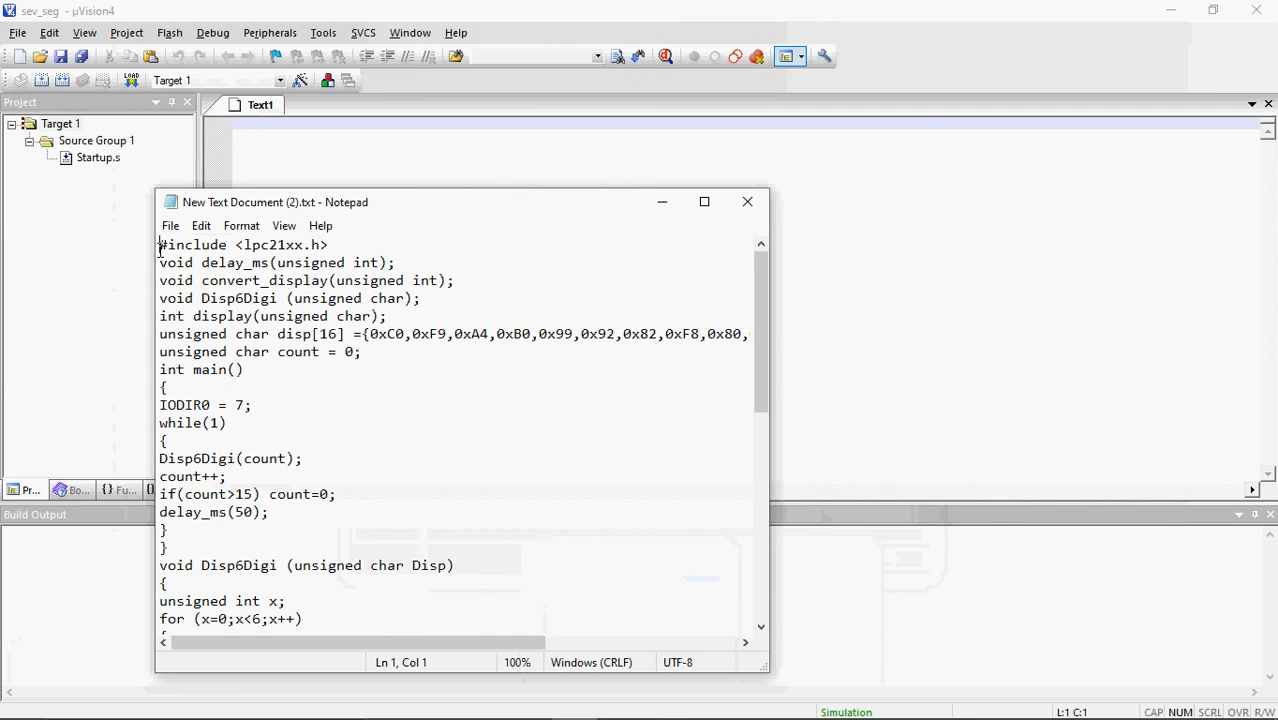 sev_seg - µVision4
File Edit View Project Flash Debug Peripherals Tools SVCS Window Help
LOAD Target 1
Project
Text1
Target 1
Source Group 1
Startup.s
New Text Document (2).txt - Notepad
File Edit Format View Help
#include <lpc21xx.h>
void delay_ms(unsigned int);
void convert_display(unsigned int);
void Disp6Digi (unsigned char);
int display(unsigned char);
unsigned char disp[16] ={0xC0,0xF9,0xA4,0xB0,0x99,0x92,0x82,0xF8,0x80,
unsigned char count = 0;
int main()
{
IODIR0 = 7;
while(1)
{
Disp6Digi(count);
count++;
if(count>15) count=0;
delay_ms(50);
}
}
void Disp6Digi (unsigned char Disp)
{
unsigned int x;
for (x=0;x<6;x++)
{
Ln 1, Col 1 100% Windows (CRLF) UTF-8
Pr... Bo... {} Fu...
Build Output
Simulation L:1 C:1 CAP NUM SCRL OVR R/W